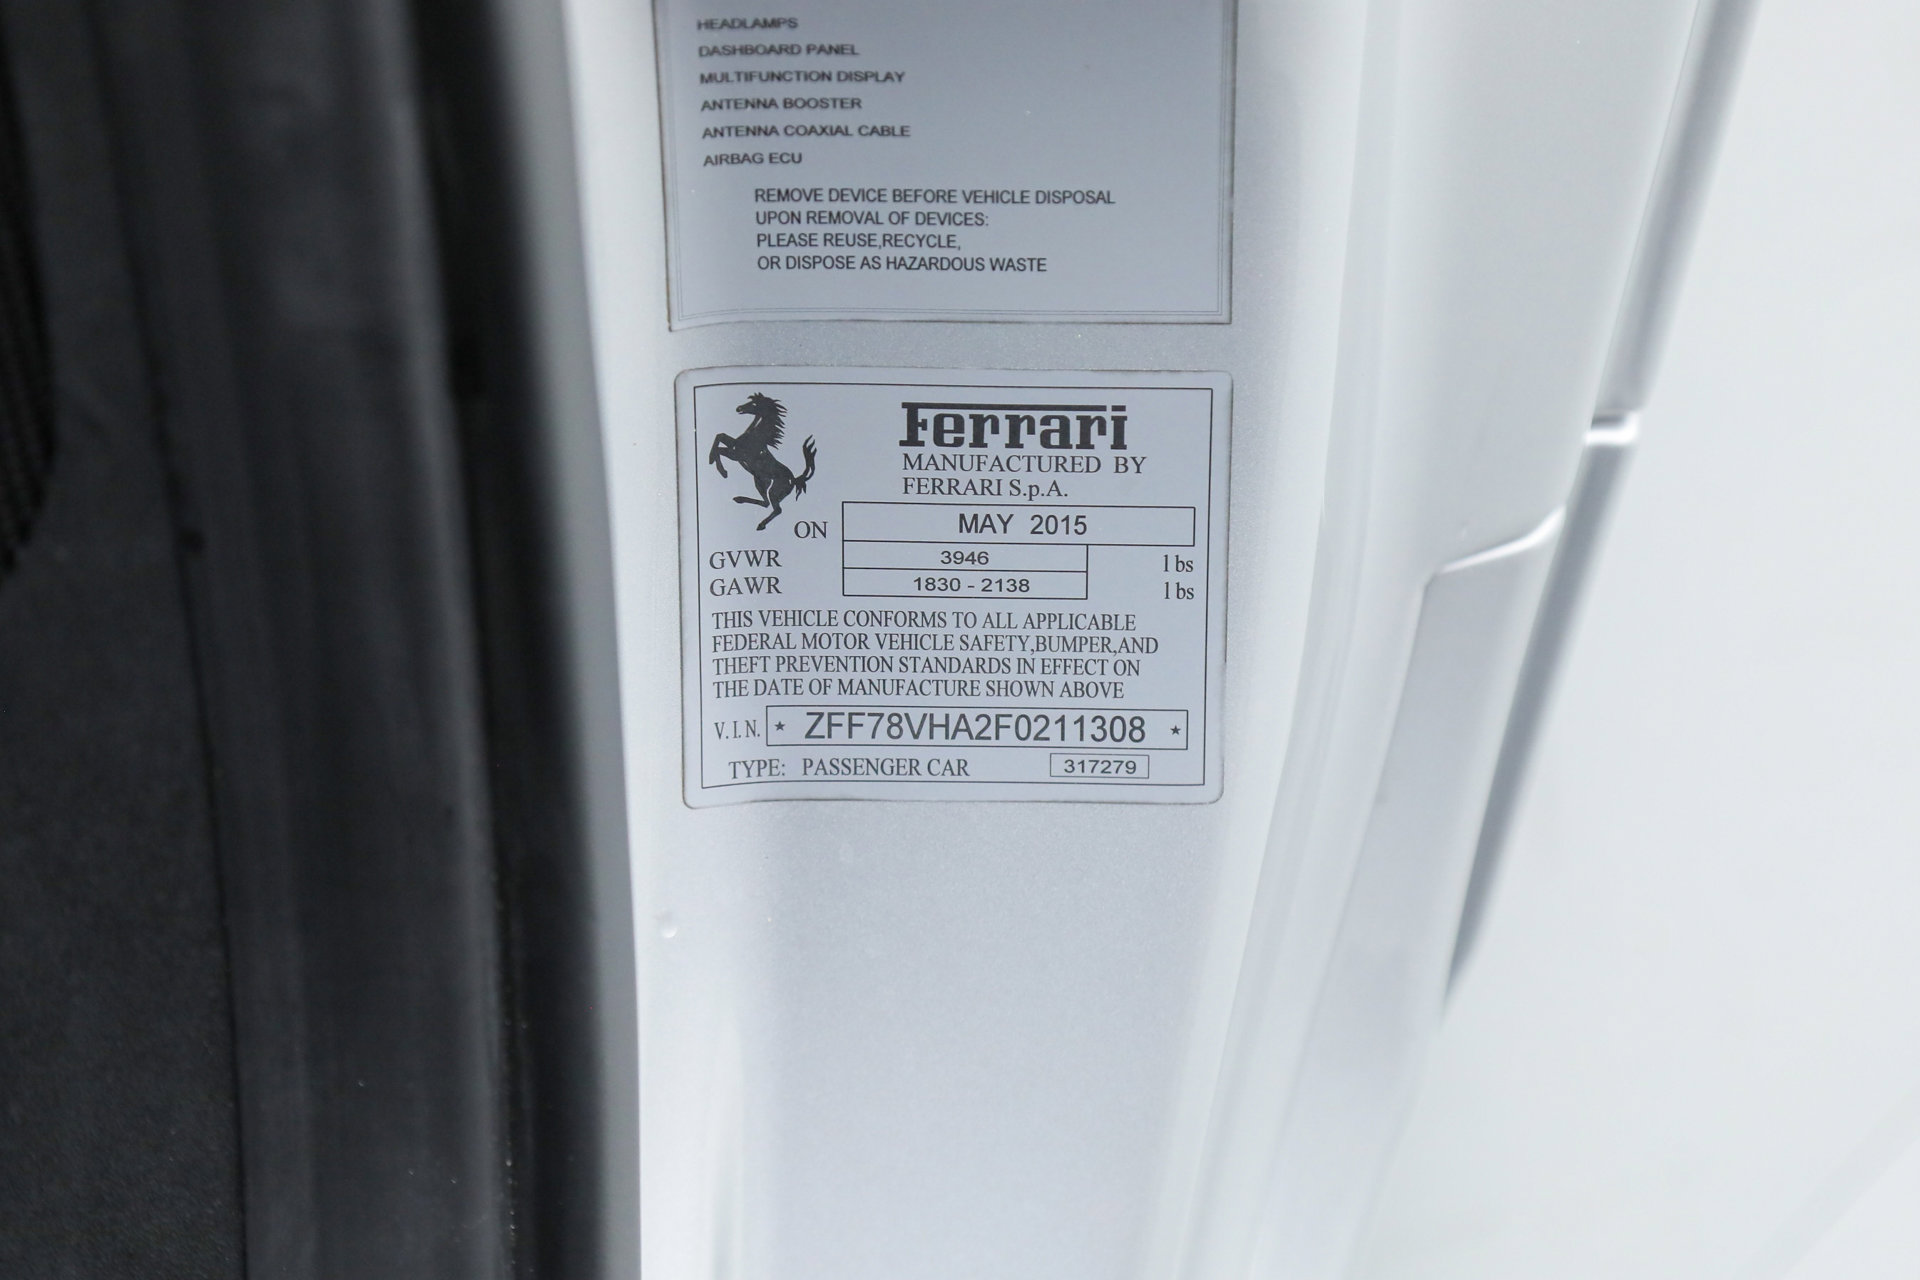 HEADLAMPS
DASHBOARD PANEL
MULTIFUNCTION DISPLAY
ANTENNA BOOSTER
ANTENNA COAXIAL CABLE
AIRBAG ECU
REMOVE DEVICE BEFORE VEHICLE DISPOSAL
UPON REMOVAL OF DEVICES:
PLEASE REUSE,RECYCLE,
OR DISPOSE AS HAZARDOUS WASTE
Ferrari
MANUFACTURED BY
FERRARI S.p.A.
ON MAY 2015
GVWR 3946 lbs
GAWR 1830 - 2138 lbs
THIS VEHICLE CONFORMS TO ALL APPLICABLE
FEDERAL MOTOR VEHICLE SAFETY,BUMPER,AND
THEFT PREVENTION STANDARDS IN EFFECT ON
THE DATE OF MANUFACTURE SHOWN ABOVE
V.I.N. * ZFF78VHA2F0211308 *
TYPE: PASSENGER CAR 317279